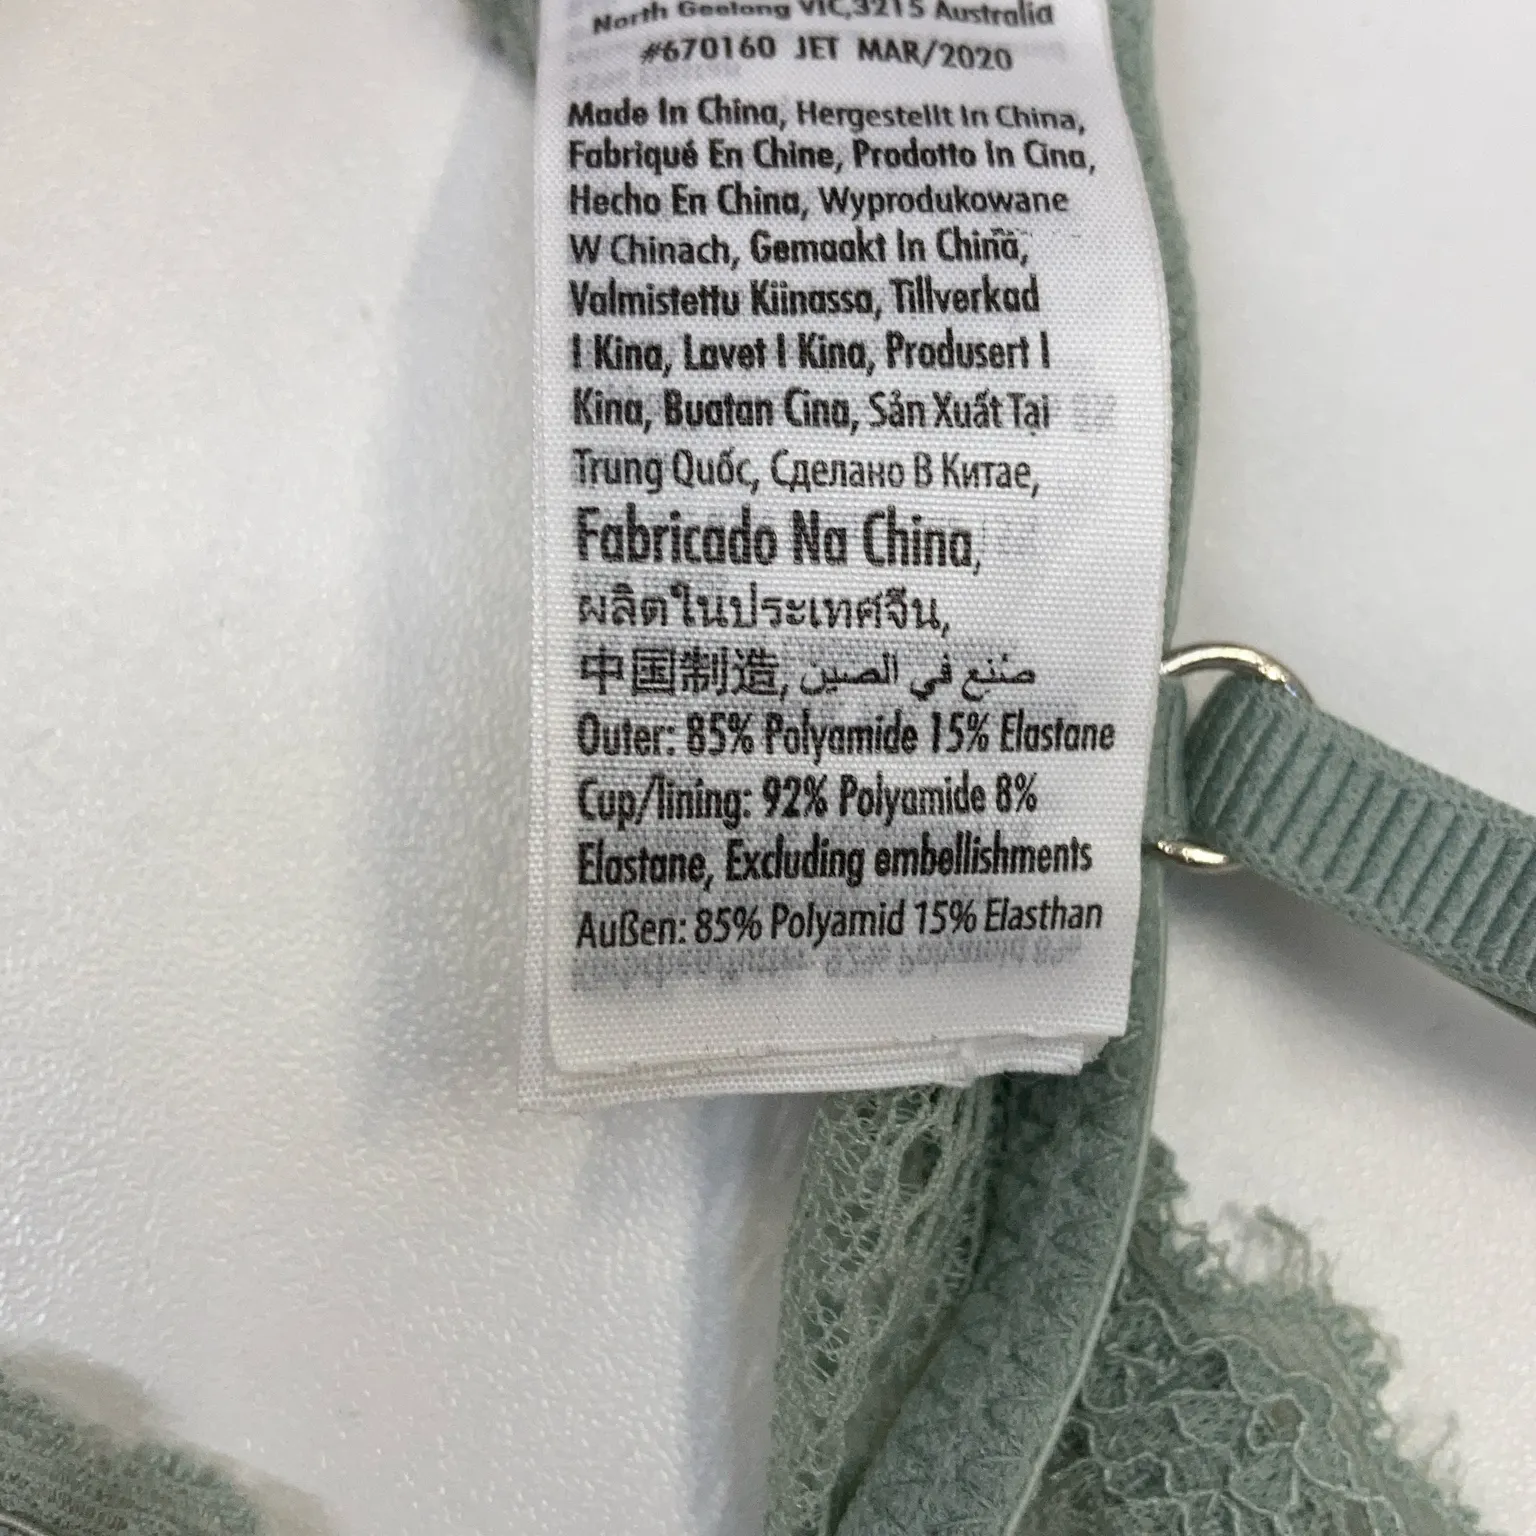 North Geelong VIC,3215 Australia
#670160 JET MAR/2020
Made In China, Hergestellt In China,
Fabriqué En Chine, Prodotto In Cina,
Hecho En China, Wyprodukowane
W Chinach, Gemaakt In China,
Valmistettu Kiinassa, Tillverkad
I Kina, Lavet I Kina, Produsert I
Kina, Buatan Cina, Sản Xuất Tại
Trung Quốc, Сделано В Китае,
Fabricado Na China,
ผลิตในประเทศจีน,
中国制造, صُنع في الصين
Outer: 85% Polyamide 15% Elastane
Cup/lining: 92% Polyamide 8%
Elastane, Excluding embellishments
Außen: 85% Polyamid 15% Elasthan